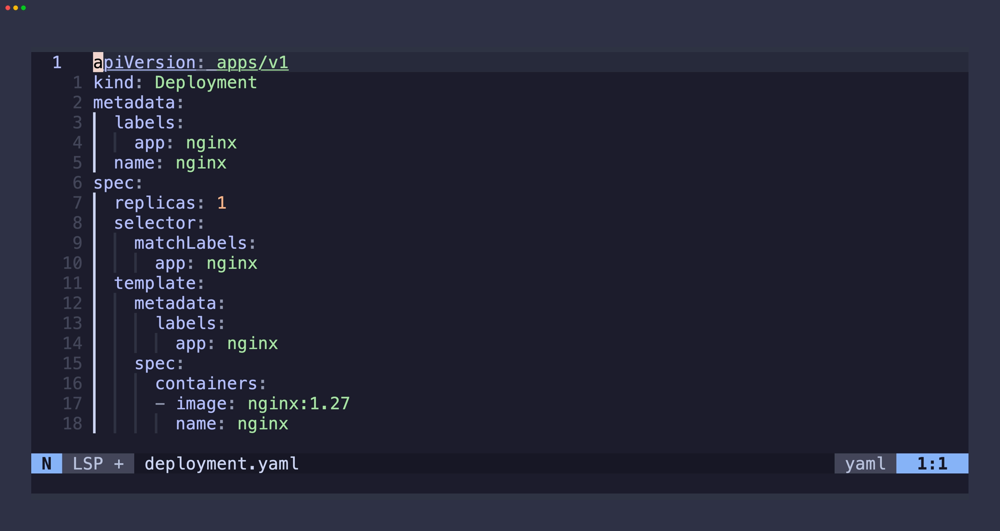 1 apiVersion: apps/v1
1 kind: Deployment
2 metadata:
3   labels:
4     app: nginx
5   name: nginx
6 spec:
7   replicas: 1
8   selector:
9     matchLabels:
10       app: nginx
11   template:
12     metadata:
13       labels:
14         app: nginx
15     spec:
16       containers:
17       - image: nginx:1.27
18         name: nginx
N LSP + deployment.yaml yaml 1:1